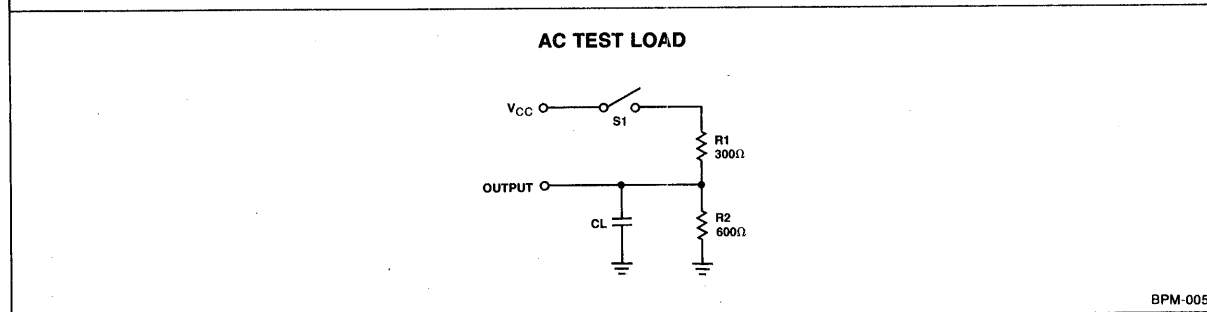 AC TEST LOAD
VCC
S1
R1
300Ω
OUTPUT
CL
R2
600Ω
BPM-005